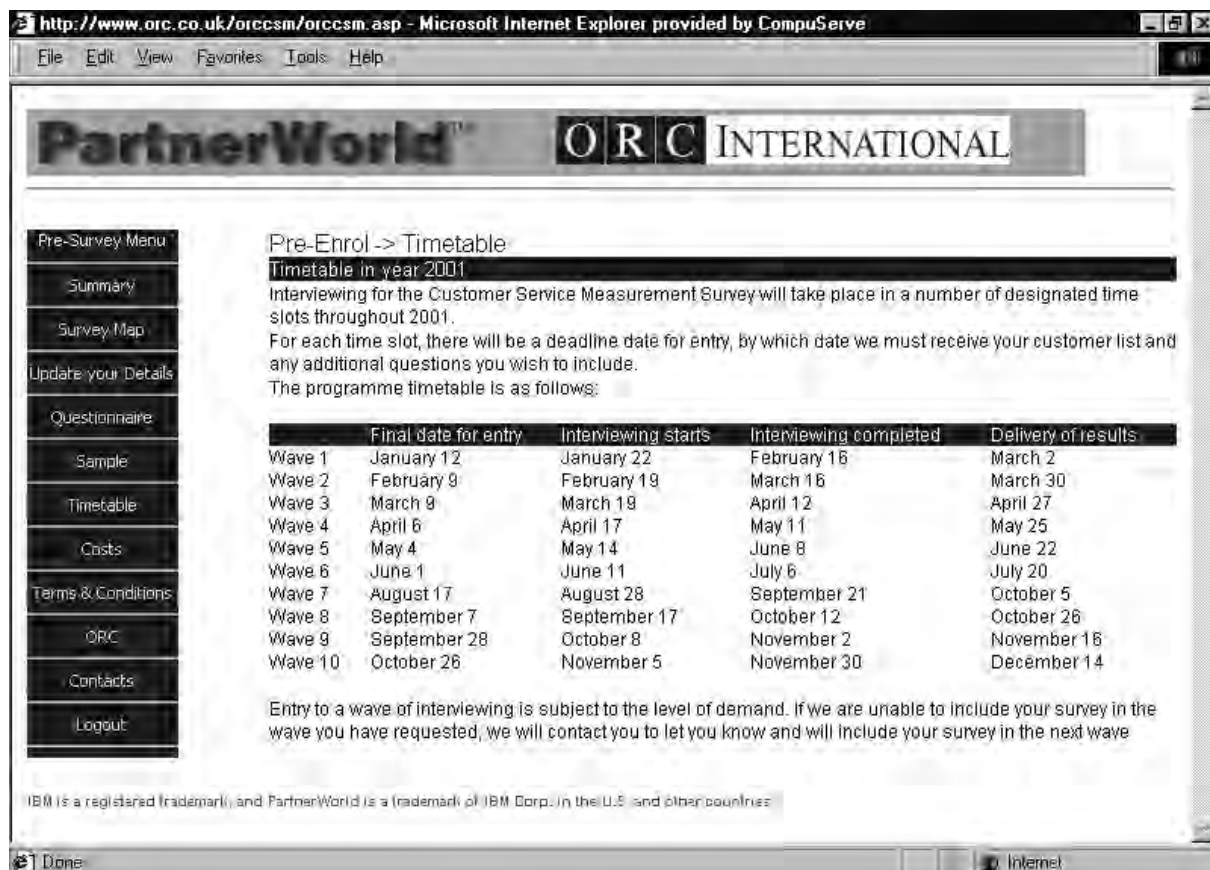 http://www.orc.co.uk/orccsm/orccsm.asp - Microsoft Internet Explorer provided by CompuServe
File Edit View Favorites Tools Help
PartnerWorld™ ORC INTERNATIONAL
Pre-Survey Menu
Summary
Survey Map
Update your Details
Questionnaire
Sample
Timetable
Costs
Terms & Conditions
ORC
Contacts
Logout
Pre-Enrol -> Timetable
Timetable in year 2001
Interviewing for the Customer Service Measurement Survey will take place in a number of designated time
slots throughout 2001.
For each time slot, there will be a deadline date for entry, by which date we must receive your customer list and
any additional questions you wish to include.
The programme timetable is as follows:
Final date for entry Interviewing starts Interviewing completed Delivery of results
Wave 1 January 12 January 22 February 16 March 2
Wave 2 February 9 February 19 March 16 March 30
Wave 3 March 9 March 19 April 12 April 27
Wave 4 April 6 April 17 May 11 May 25
Wave 5 May 4 May 14 June 8 June 22
Wave 6 June 1 June 11 July 6 July 20
Wave 7 August 17 August 28 September 21 October 5
Wave 8 September 7 September 17 October 12 October 26
Wave 9 September 28 October 8 November 2 November 16
Wave 10 October 26 November 5 November 30 December 14
Entry to a wave of interviewing is subject to the level of demand. If we are unable to include your survey in the
wave you have requested, we will contact you to let you know and will include your survey in the next wave
IBM is a registered trademark, and PartnerWorld is a trademark of IBM Corp. in the U.S. and other countries
Done Internet